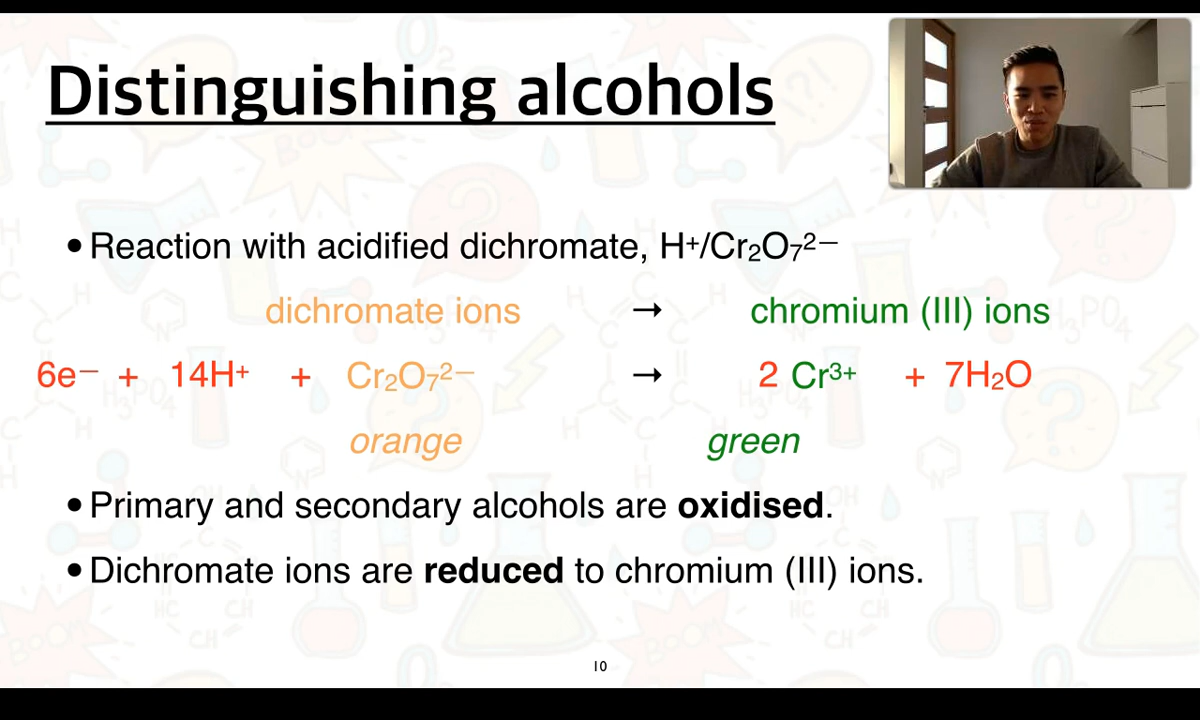 Distinguishing alcohols
• Reaction with acidified dichromate, H⁺/Cr₂O₇²⁻
dichromate ions → chromium (III) ions
6e⁻ + 14H⁺ + Cr₂O₇²⁻ → 2 Cr³⁺ + 7H₂O
orange green
• Primary and secondary alcohols are oxidised.
• Dichromate ions are reduced to chromium (III) ions.
10